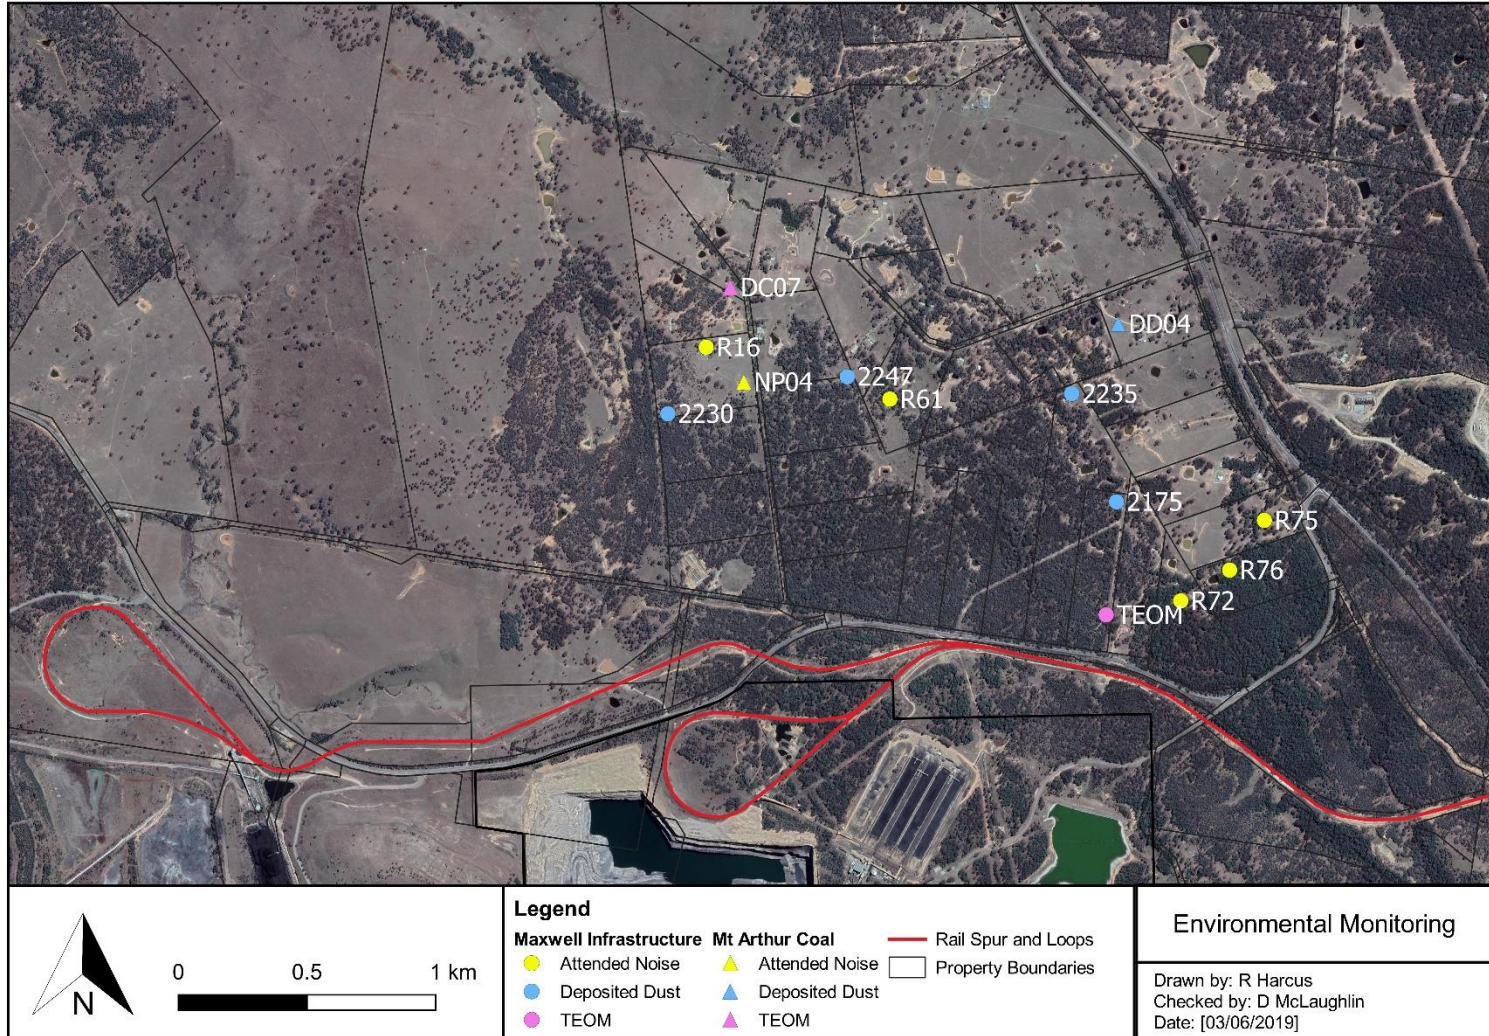 DC07
DD04
R16
NP04
2247
R61
2235
2230
2175
R75
R76
R72
TEOM
N
0 0.5 1 km
Legend
Maxwell Infrastructure Mt Arthur Coal
Attended Noise Attended Noise Rail Spur and Loops
Deposited Dust Deposited Dust Property Boundaries
TEOM TEOM
Environmental Monitoring
Drawn by: R Harcus
Checked by: D McLaughlin
Date: [03/06/2019]